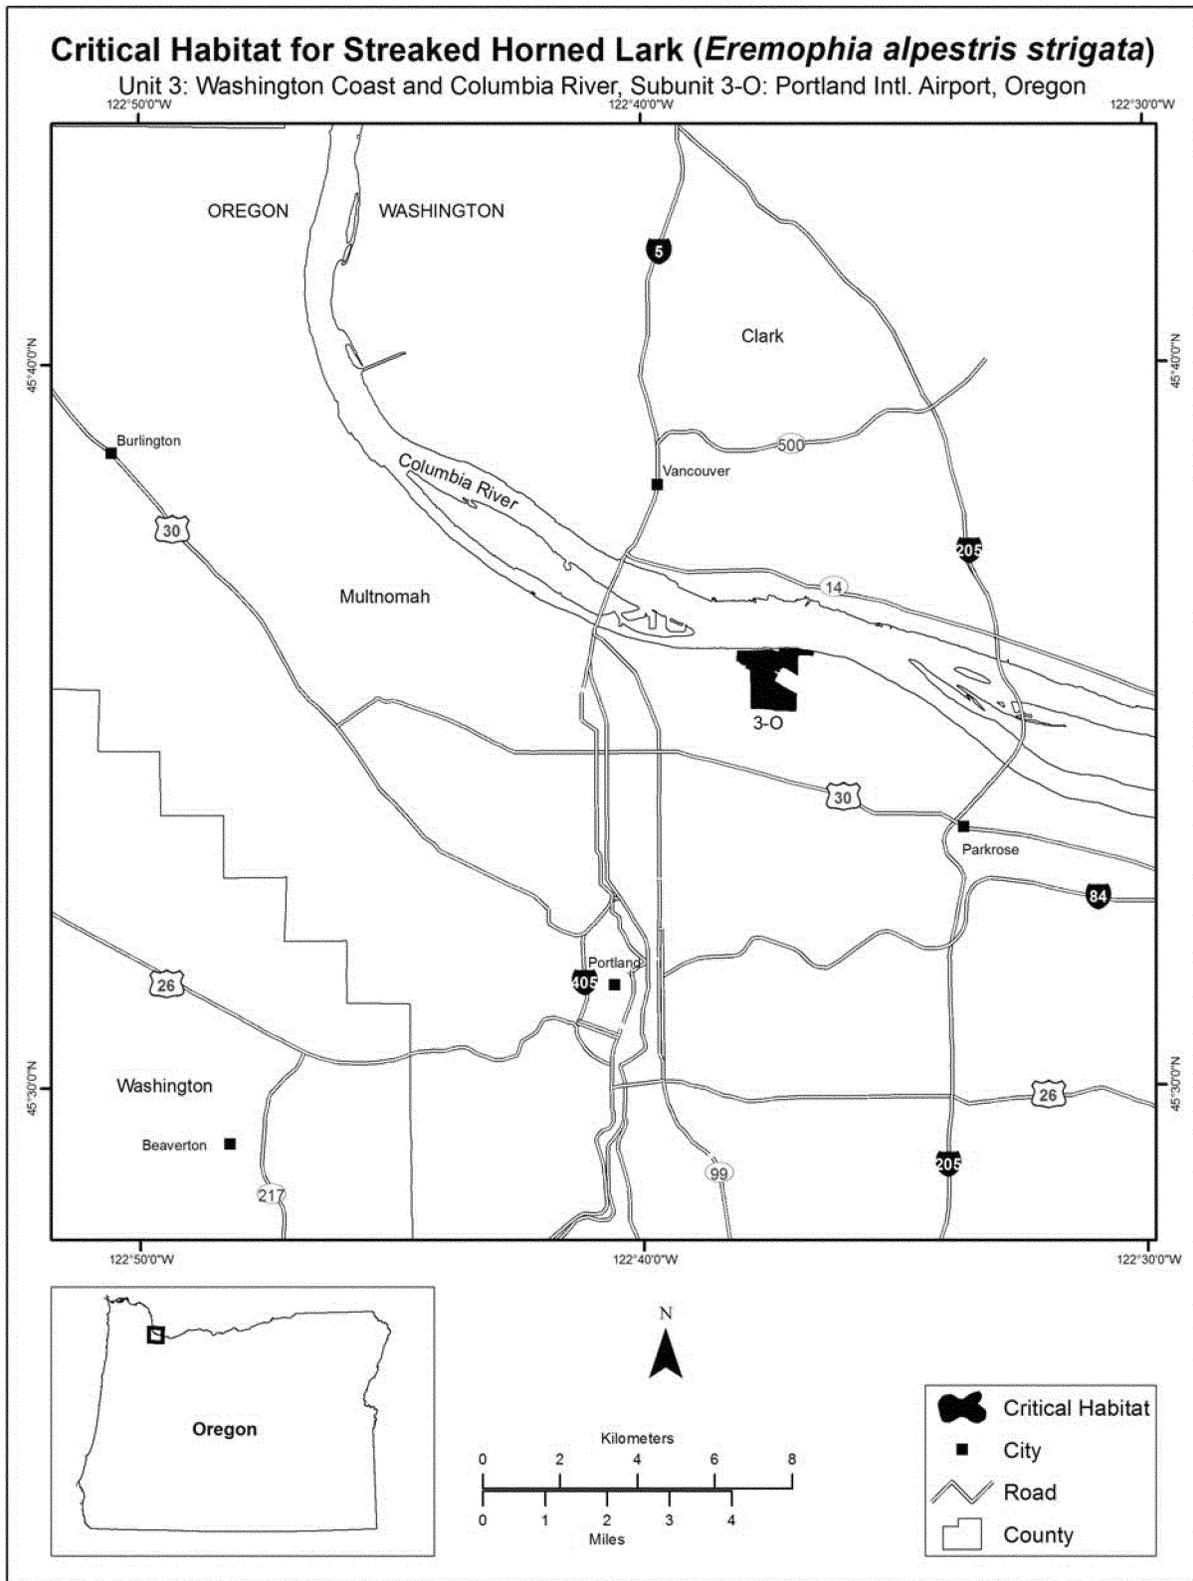 Critical Habitat for Streaked Horned Lark (Eremophia alpestris strigata)
Unit 3: Washington Coast and Columbia River, Subunit 3-O: Portland Intl. Airport, Oregon
122°50'0"W 122°40'0"W 122°30'0"W
OREGON WASHINGTON
5
Clark
45°40'0"N 45°40'0"N
Burlington
500
Columbia River
Vancouver
30
205
14
Multnomah
3-O
30
Parkrose
84
Portland
26
405
45°30'0"N 45°30'0"N
Washington
26
Beaverton
205
99
217
122°50'0"W 122°40'0"W 122°30'0"W
N
Oregon
Kilometers
0 2 4 6 8
0 1 2 3 4
Miles
Critical Habitat
City
Road
County